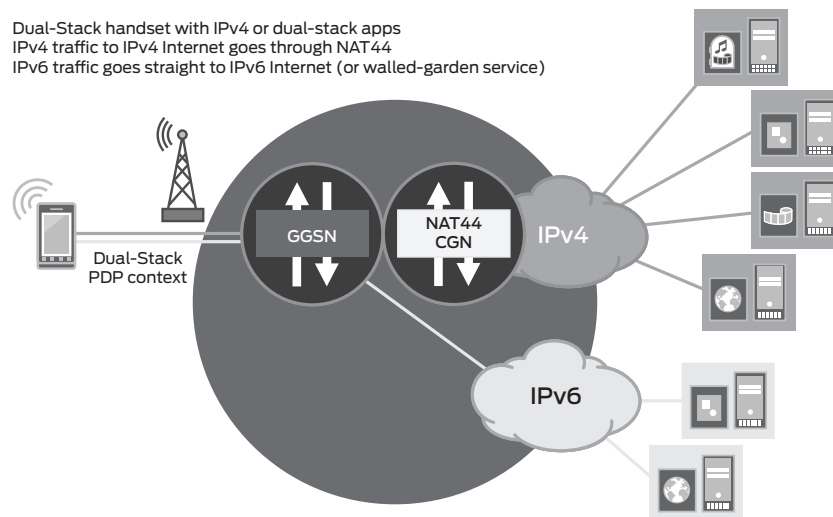 Dual-Stack handset with IPv4 or dual-stack apps
IPv4 traffic to IPv4 Internet goes through NAT44
IPv6 traffic goes straight to IPv6 Internet (or walled-garden service)
GGSN
NAT44
CGN
IPv4
Dual-Stack
PDP context
IPv6